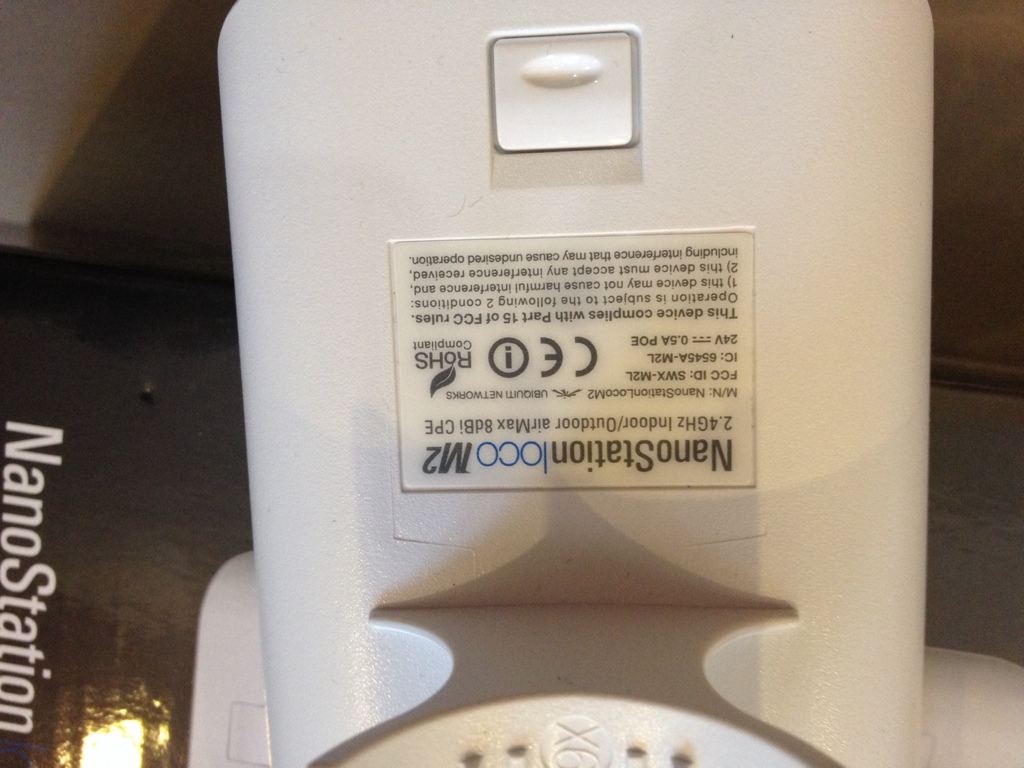 NanoStationlocoM2
2.4GHz Indoor/Outdoor airMax 8dBi CPE
M/N: NanoStationLocoM2 UBIQUITI NETWORKS
FCC ID: SWX-M2L
IC: 6545A-M2L
24V 0.5A POE
CE
RoHS
Compliant
This device complies with Part 15 of FCC rules.
Operation is subject to the following 2 conditions:
1) this device may not cause harmful interference and,
2) this device must accept any interference received,
including interference that may cause undesired operation.
NanoStation
X6